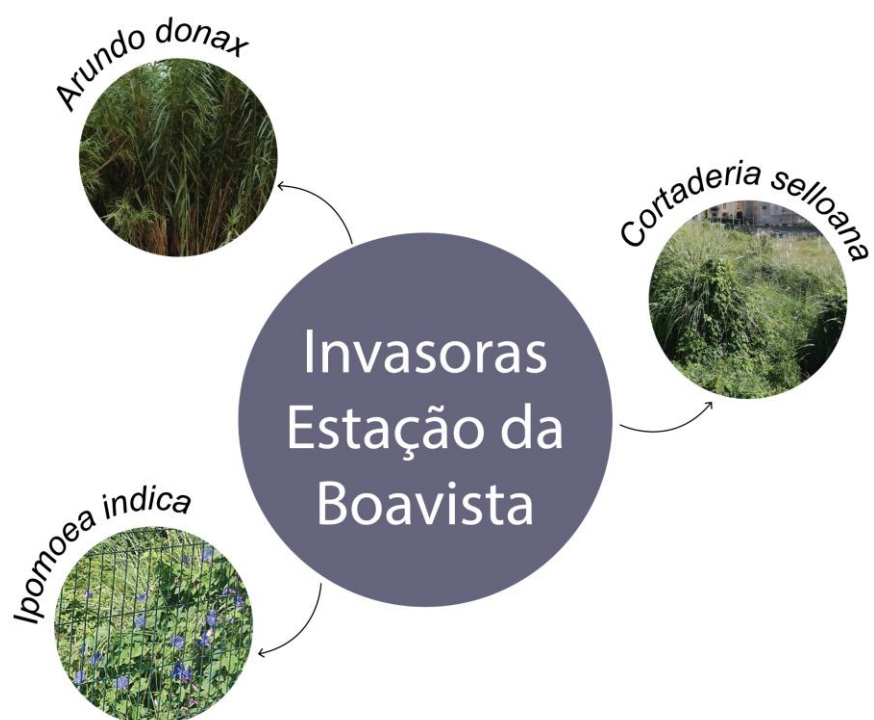 Arundo donax
Cortaderia selloana
Invasoras
Estação da
Boavista
Ipomoea indica